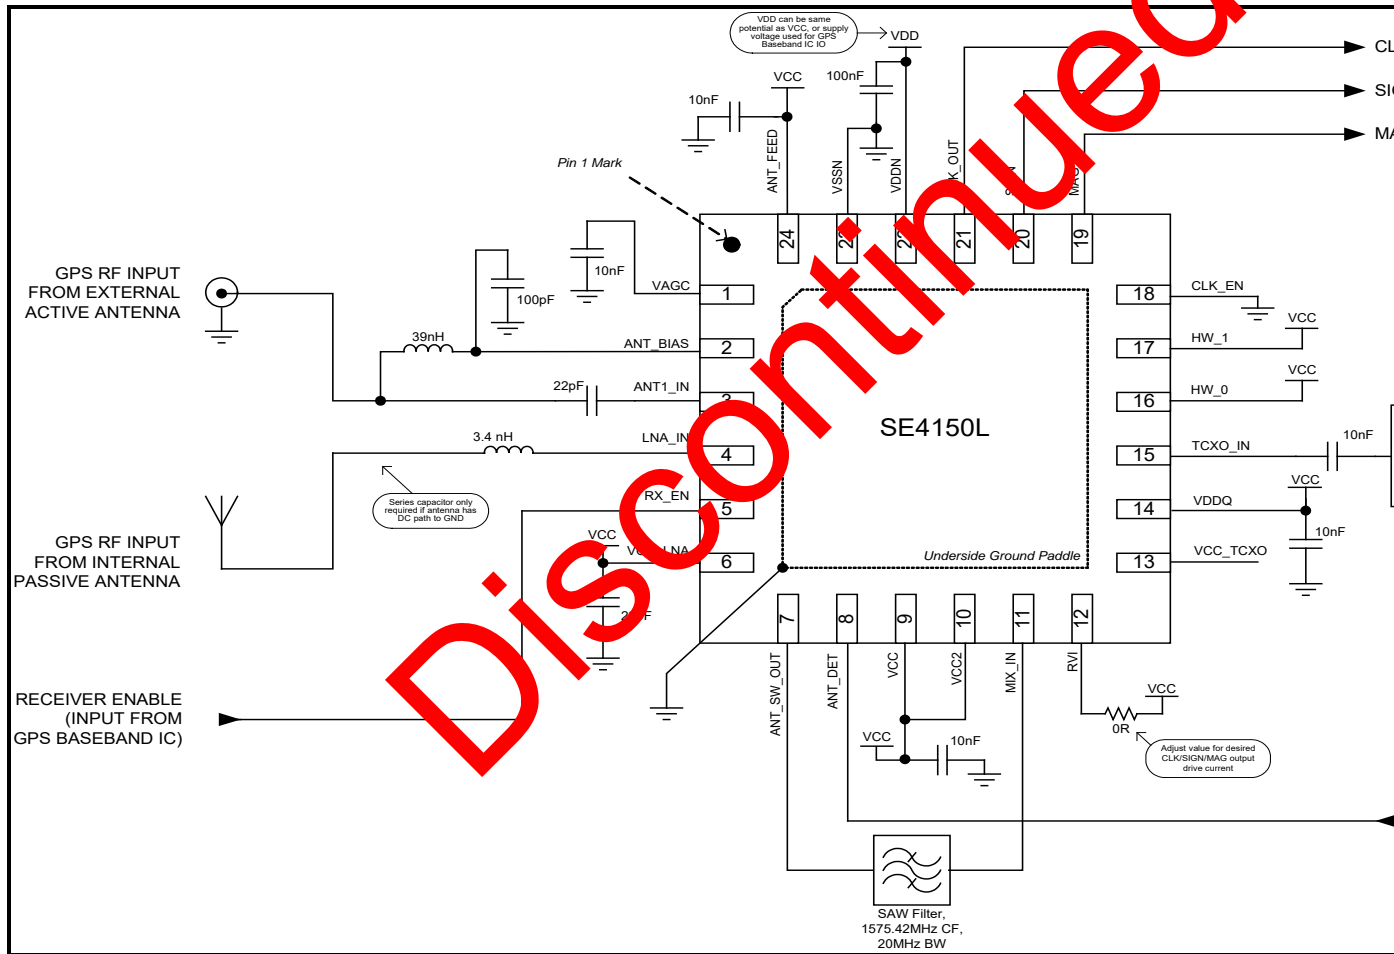 VDD can be same
potential as VCC, or supply
voltage used for GPS
Baseband IC IO
VDD
VCC
100nF
10nF
ANT_FEED
VSSN
VDDN
K_OUT
CL
SIG
MA
Pin 1 Mark
24
21
20
19
GPS RF INPUT
FROM EXTERNAL
ACTIVE ANTENNA
10nF
100pF
VAGC
1
39nH
ANT_BIAS
2
22pF
ANT1_IN
3
3.4 nH
LNA_IN
4
Series capacitor only
required if antenna has
DC path to GND
RX_EN
5
GPS RF INPUT
FROM INTERNAL
PASSIVE ANTENNA
VCC
LNA
6
SE4150L
Underside Ground Paddle
18
CLK_EN
17
HW_1
VCC
16
HW_0
VCC
15
TCXO_IN
10nF
14
VDDQ
VCC
10nF
13
VCC_TCXO
7
8
9
10
11
12
ANT_SW_OUT
ANT_DET
VCC
VCC2
MIX_IN
RVI
RECEIVER ENABLE
(INPUT FROM
GPS BASEBAND IC)
VCC
10nF
VCC
0R
Adjust value for desired
CLK/SIGN/MAG output
drive current
SAW Filter,
1575.42MHz CF,
20MHz BW
Discontinued